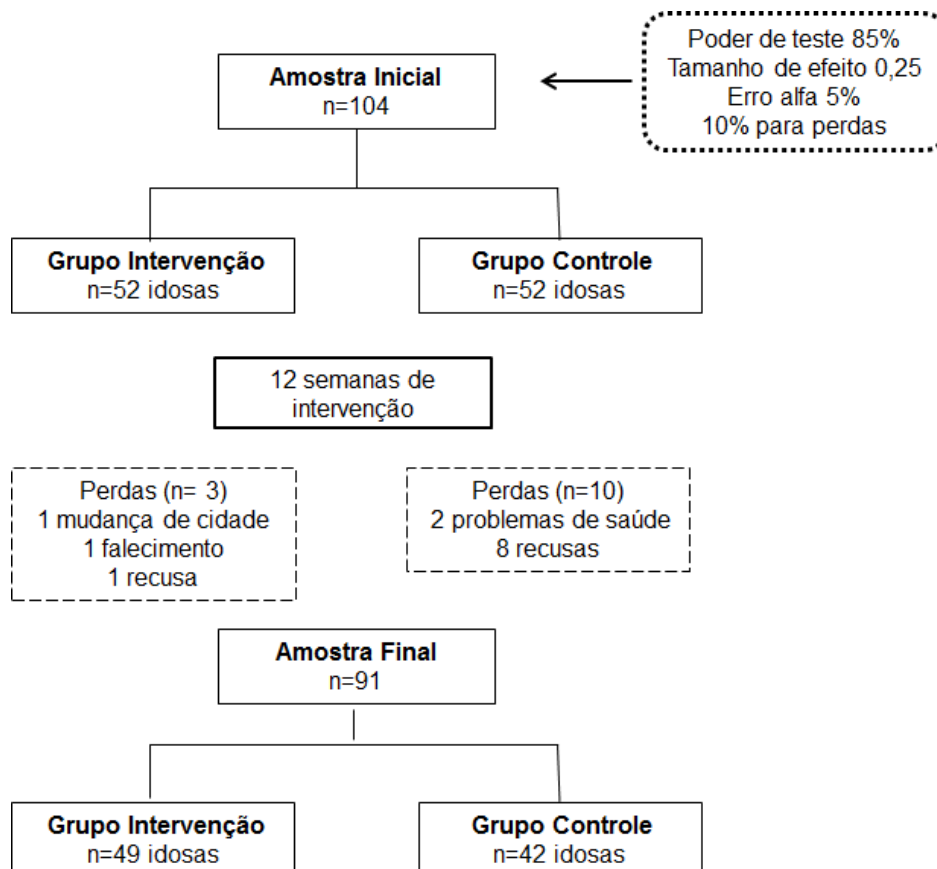 Poder de teste 85%
Tamanho de efeito 0,25
Erro alfa 5%
10% para perdas
Amostra Inicial
n=104
Grupo Intervenção
n=52 idosas
Grupo Controle
n=52 idosas
12 semanas de
intervenção
Perdas (n= 3)
1 mudança de cidade
1 falecimento
1 recusa
Perdas (n=10)
2 problemas de saúde
8 recusas
Amostra Final
n=91
Grupo Intervenção
n=49 idosas
Grupo Controle
n=42 idosas